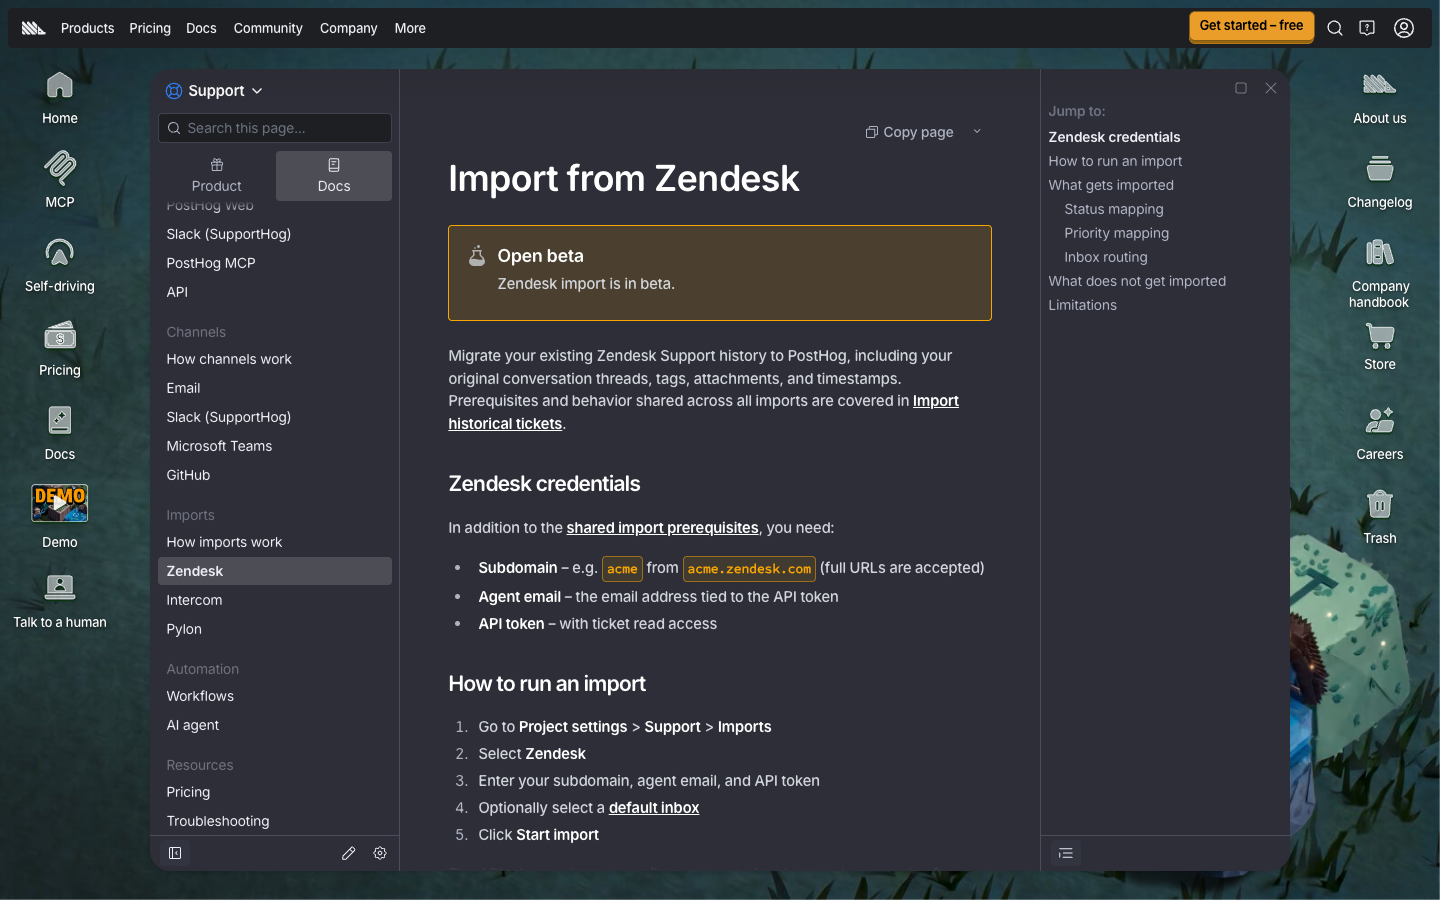 Products Pricing Docs Community Company More
Get started – free
Home
MCP
Self-driving
$
Pricing
Docs
DEMO
Demo
Talk to a human
Support
Search this page...
Product
Docs
PostHog Web
Slack (SupportHog)
PostHog MCP
API
Channels
How channels work
Email
Slack (SupportHog)
Microsoft Teams
GitHub
Imports
How imports work
Zendesk
Intercom
Pylon
Automation
Workflows
AI agent
Resources
Pricing
Troubleshooting
Copy page
Import from Zendesk
Open beta
Zendesk import is in beta.
Migrate your existing Zendesk Support history to PostHog, including your
original conversation threads, tags, attachments, and timestamps.
Prerequisites and behavior shared across all imports are covered in Import
historical tickets.
Zendesk credentials
In addition to the shared import prerequisites, you need:
• Subdomain – e.g. acme from acme.zendesk.com (full URLs are accepted)
• Agent email – the email address tied to the API token
• API token – with ticket read access
How to run an import
1. Go to Project settings > Support > Imports
2. Select Zendesk
3. Enter your subdomain, agent email, and API token
4. Optionally select a default inbox
5. Click Start import
Jump to:
Zendesk credentials
How to run an import
What gets imported
Status mapping
Priority mapping
Inbox routing
What does not get imported
Limitations
About us
Changelog
Company
handbook
Store
Careers
Trash